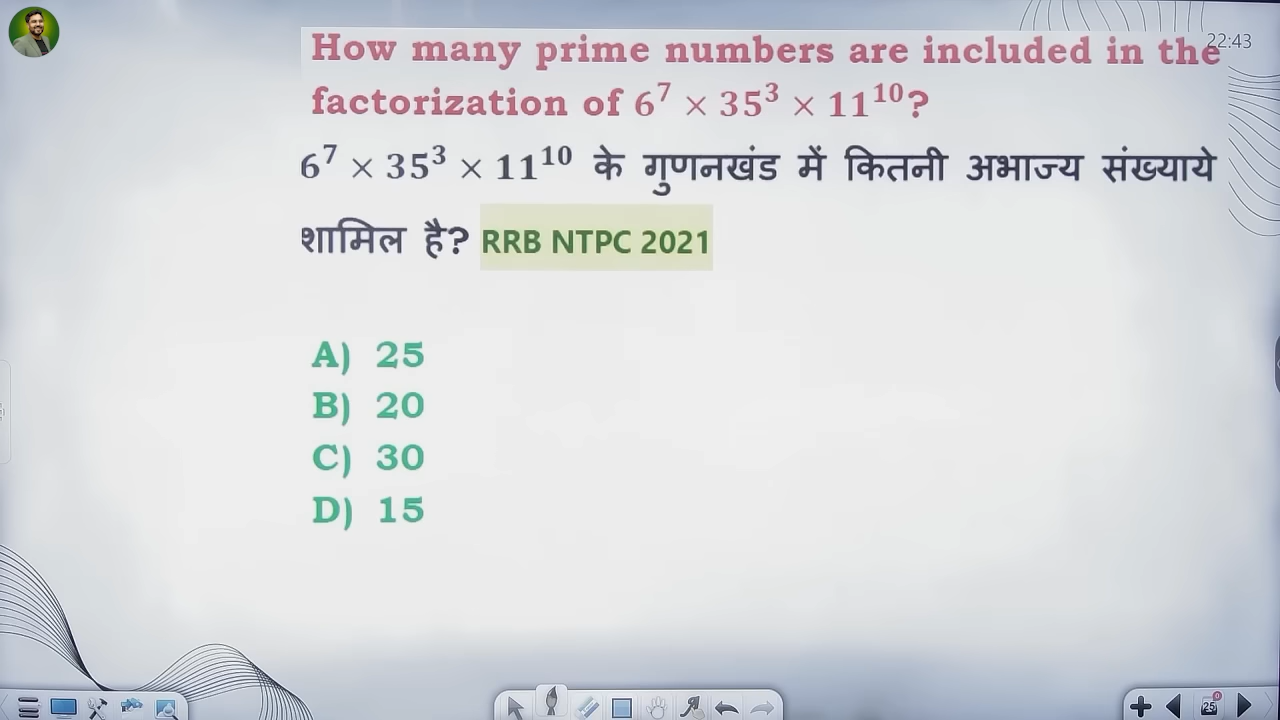 22:43
How many prime numbers are included in the
factorization of 6⁷ × 35³ × 11¹⁰?
6⁷ × 35³ × 11¹⁰ के गुणनखंड में कितनी अभाज्य संख्याये
शामिल है? RRB NTPC 2021
A) 25
B) 20
C) 30
D) 15
25